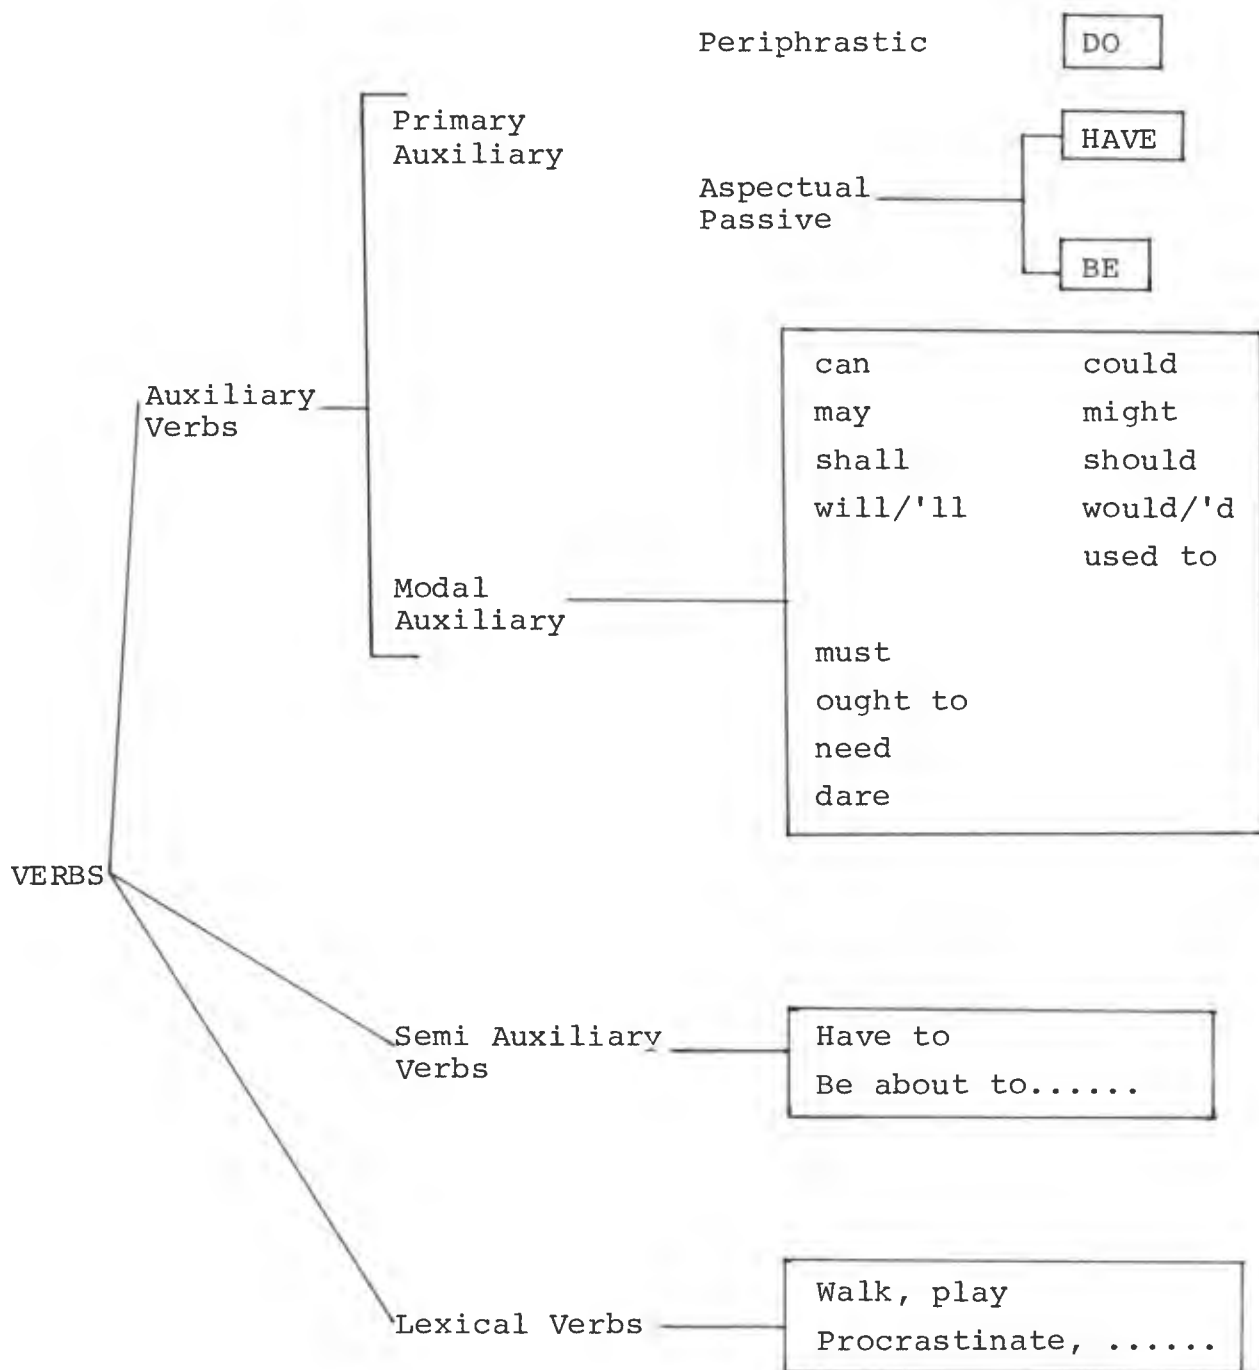 Periphrastic DO
Primary
Auxiliary
HAVE
Aspectual
Passive
BE
Auxiliary
Verbs
can could
may might
shall should
will/'ll would/'d
used to
Modal
Auxiliary
must
ought to
need
dare
VERBS
Semi Auxiliary
Verbs
Have to
Be about to......
Lexical Verbs
Walk, play
Procrastinate, ......